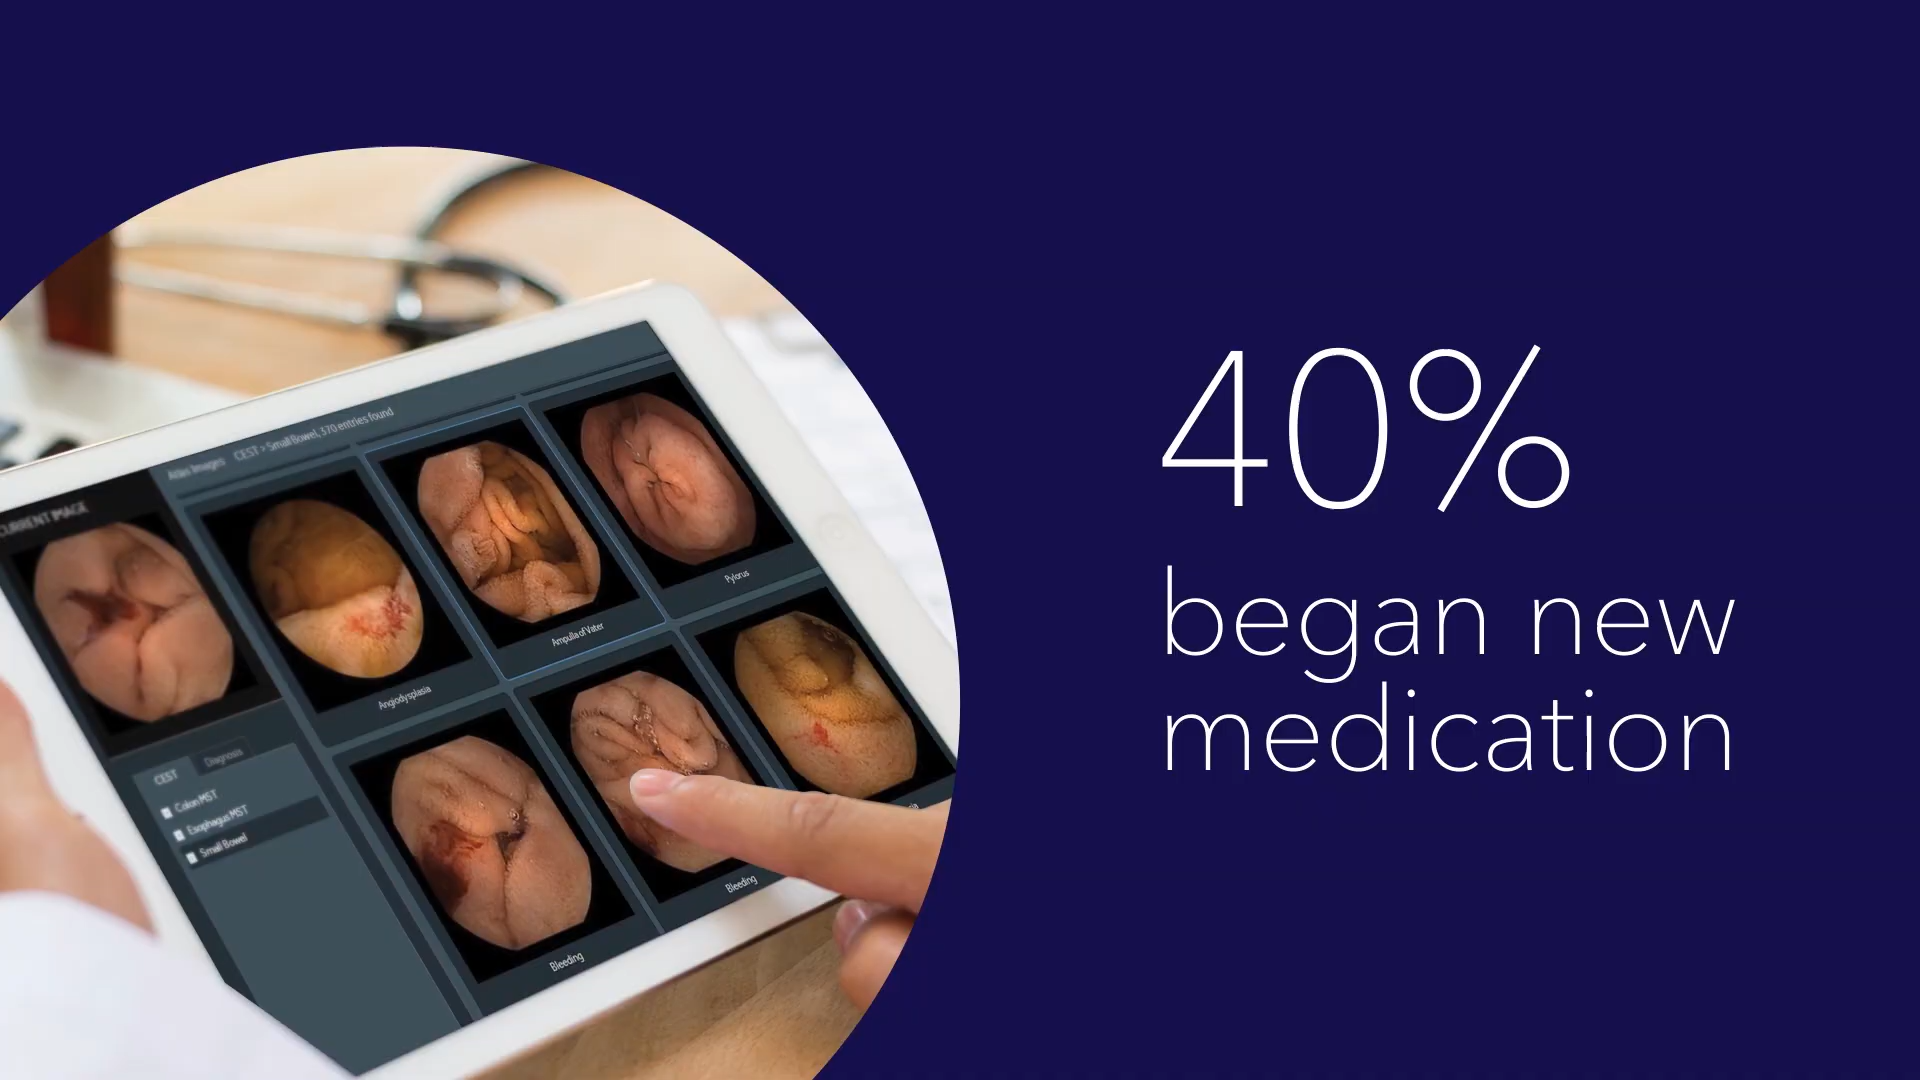 40%
began new
medication
Atlas Images CEST > Small Bowel, 370 entries found
CURRENT IMAGE
Angiodysplasia
Ampulla of Vater
Pylorus
CEST Diagnosis
Colon MST
Esophagus MST
Small Bowel
Bleeding
Bleeding